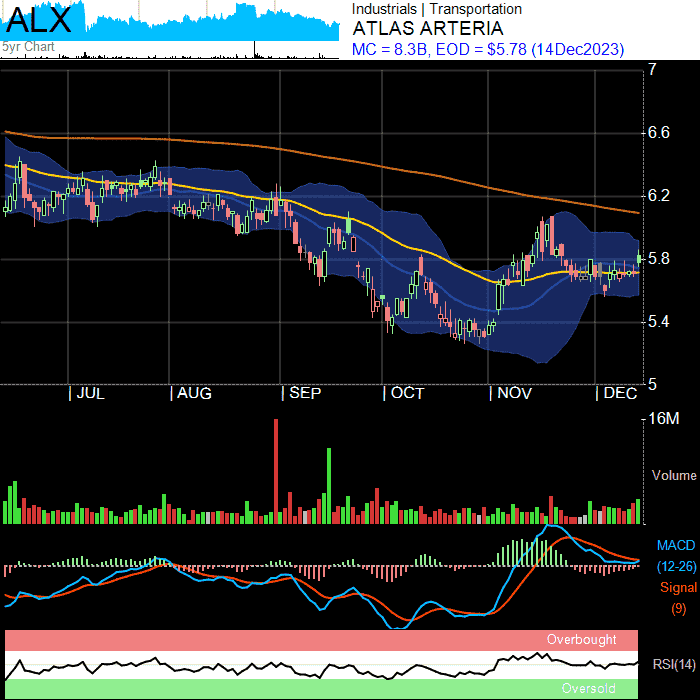 ALX
5yr Chart
Industrials | Transportation
ATLAS ARTERIA
MC = 8.3B, EOD = $5.78 (14Dec2023)
7
6.6
6.2
5.8
5.4
5
| JUL | AUG | SEP | OCT | NOV | DEC
16M
Volume
MACD
(12-26)
Signal
(9)
Overbought
RSI(14)
Oversold